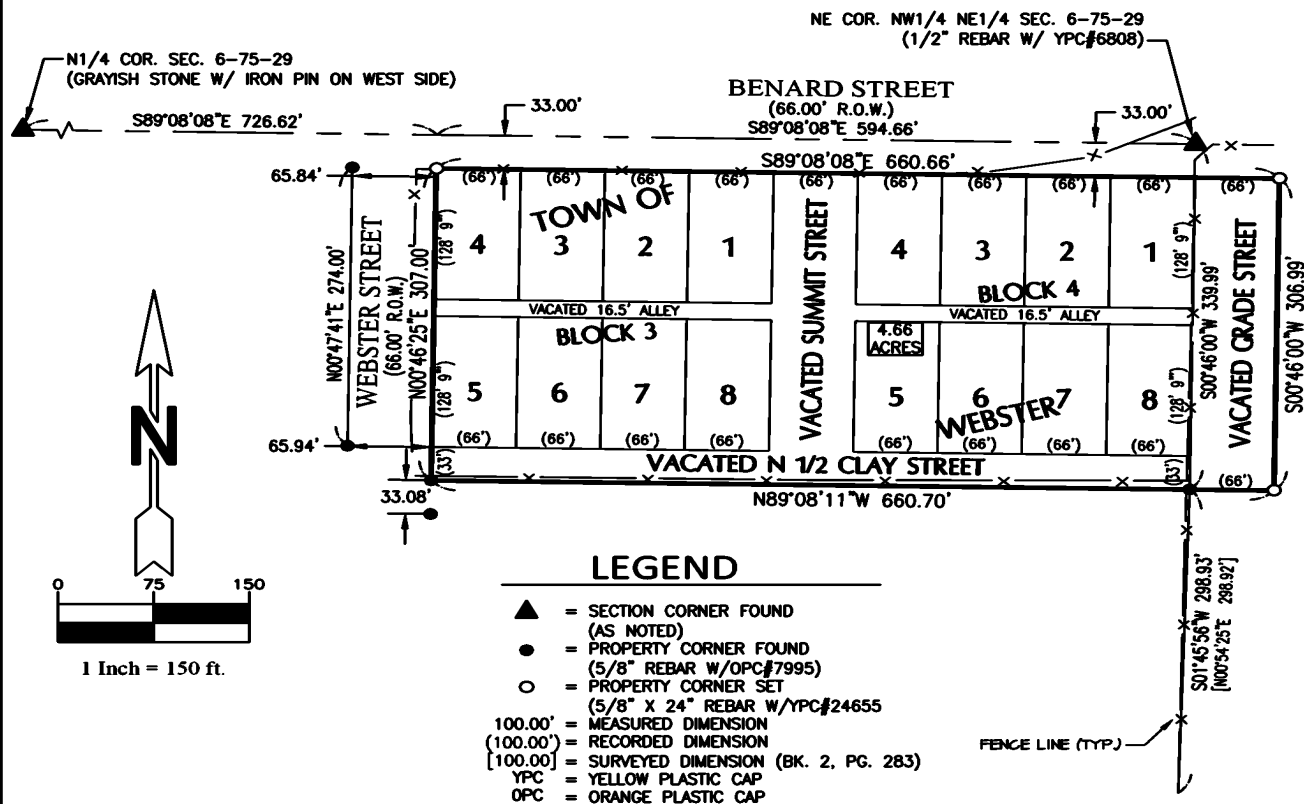 NE COR. NW1/4 NE1/4 SEC. 6-75-29
(1/2" REBAR W/ YPC#6808)
N1/4 COR. SEC. 6-75-29
(GRAYISH STONE W/ IRON PIN ON WEST SIDE)
BENARD STREET
(66.00' R.O.W.)
33.00'
33.00'
S89°08'08"E 726.62'
S89°08'08"E 594.66'
S89°08'08"E 660.66'
65.84'
(66')
(66')
(66')
(66')
(66')
(66')
(66')
(66')
(66')
(66')
TOWN OF
4
3
2
1
4
3
2
1
(128' 9")
(128' 9")
N00°47'41"E 274.00'
WEBSTER STREET
(66.00' R.O.W.)
N00°46'25"E 307.00'
VACATED SUMMIT STREET
S00°46'00"W 339.99'
VACATED GRADE STREET
S00°46'00"W 306.99'
BLOCK 4
VACATED 16.5' ALLEY
VACATED 16.5' ALLEY
BLOCK 3
4.66
ACRES
5
6
7
8
5
6
7
8
WEBSTER
(128' 9")
(128' 9")
65.94'
(66')
(66')
(66')
(66')
(66')
(66')
(66')
(66')
(33')
VACATED N 1/2 CLAY STREET
(33')
(66')
33.08'
N89°08'11"W 660.70'
N
0 75 150
1 Inch = 150 ft.
S01°45'56"W 298.93'
[N00°54'25"E 298.92']
FENCE LINE (TYP.)
LEGEND
= SECTION CORNER FOUND
(AS NOTED)
= PROPERTY CORNER FOUND
(5/8" REBAR W/OPC#7995)
= PROPERTY CORNER SET
(5/8" X 24" REBAR W/YPC#24655
100.00' = MEASURED DIMENSION
(100.00') = RECORDED DIMENSION
[100.00] = SURVEYED DIMENSION (BK. 2, PG. 283)
YPC = YELLOW PLASTIC CAP
OPC = ORANGE PLASTIC CAP